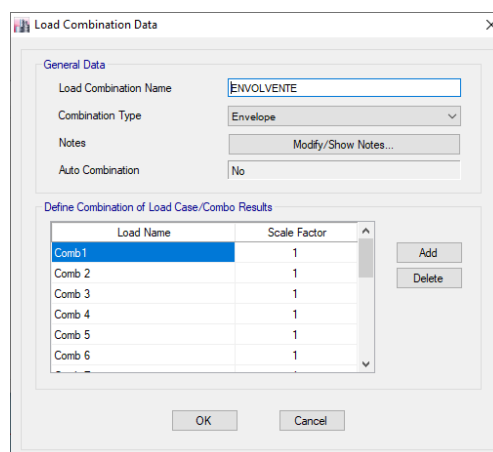 Load Combination Data
General Data
Load Combination Name ENVOLVENTE
Combination Type Envelope
Notes Modify/Show Notes...
Auto Combination No
Define Combination of Load Case/Combo Results
Load Name Scale Factor
Comb1 1 Add
Comb 2 1 Delete
Comb 3 1
Comb 4 1
Comb 5 1
Comb 6 1
OK Cancel